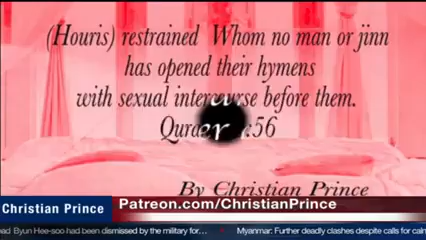 (Houris) restrained Whom no man or jinn
has opened their hymens
with sexual intercourse before them.
:56
By Christian Prince
Christian Prince
Patreon.com/ChristianPrince
Byun Hee-soo had been dismissed by the military for...
Myanmar: Further deadly clashes despite calls for